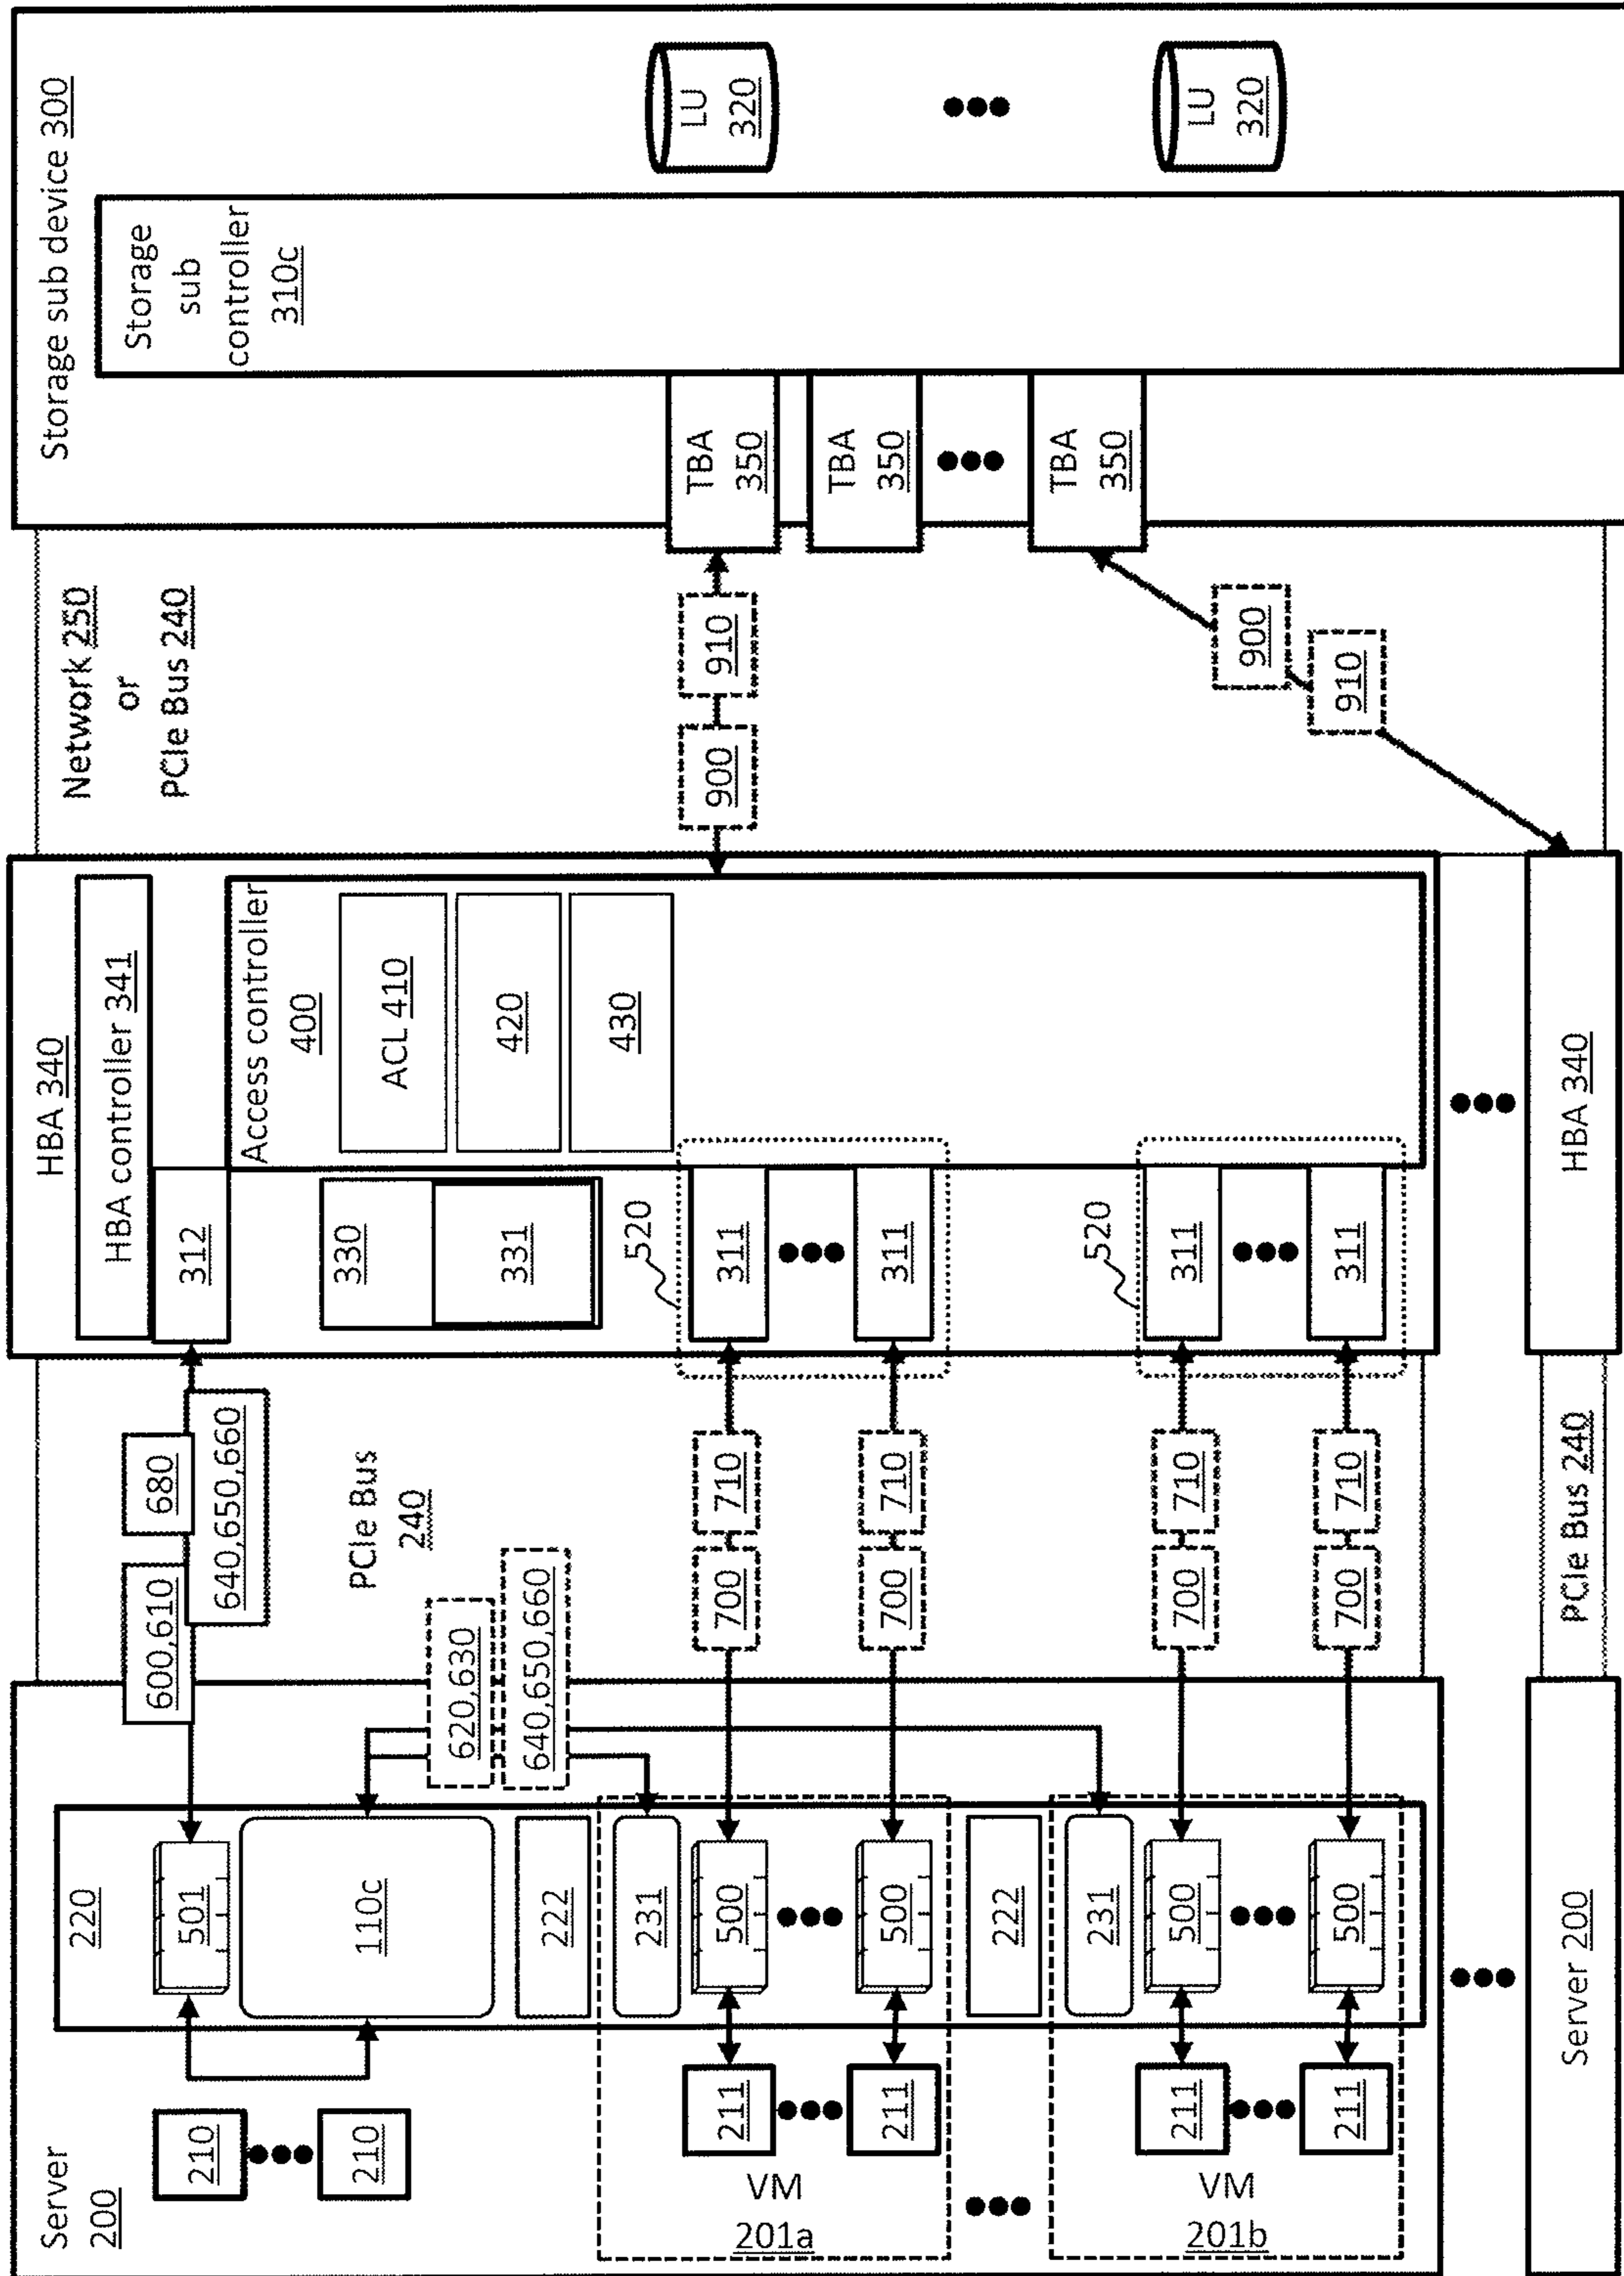 Server
200
210
210
220
501
110c
222
231
500
500
211
211
VM
201a
222
231
500
500
211
211
VM
201b
Server 200
600,610
680
640,650,660
620,630
640,650,660
PCIe Bus
240
700
710
700
710
700
710
700
710
PCIe Bus 240
HBA 340
HBA controller 341
312
330
331
520
311
311
520
311
311
Access controller
400
ACL 410
420
430
HBA 340
Network 250
or
PCIe Bus 240
900
910
900
910
Storage sub device 300
Storage
sub
controller
310c
TBA
350
TBA
350
TBA
350
LU
320
LU
320